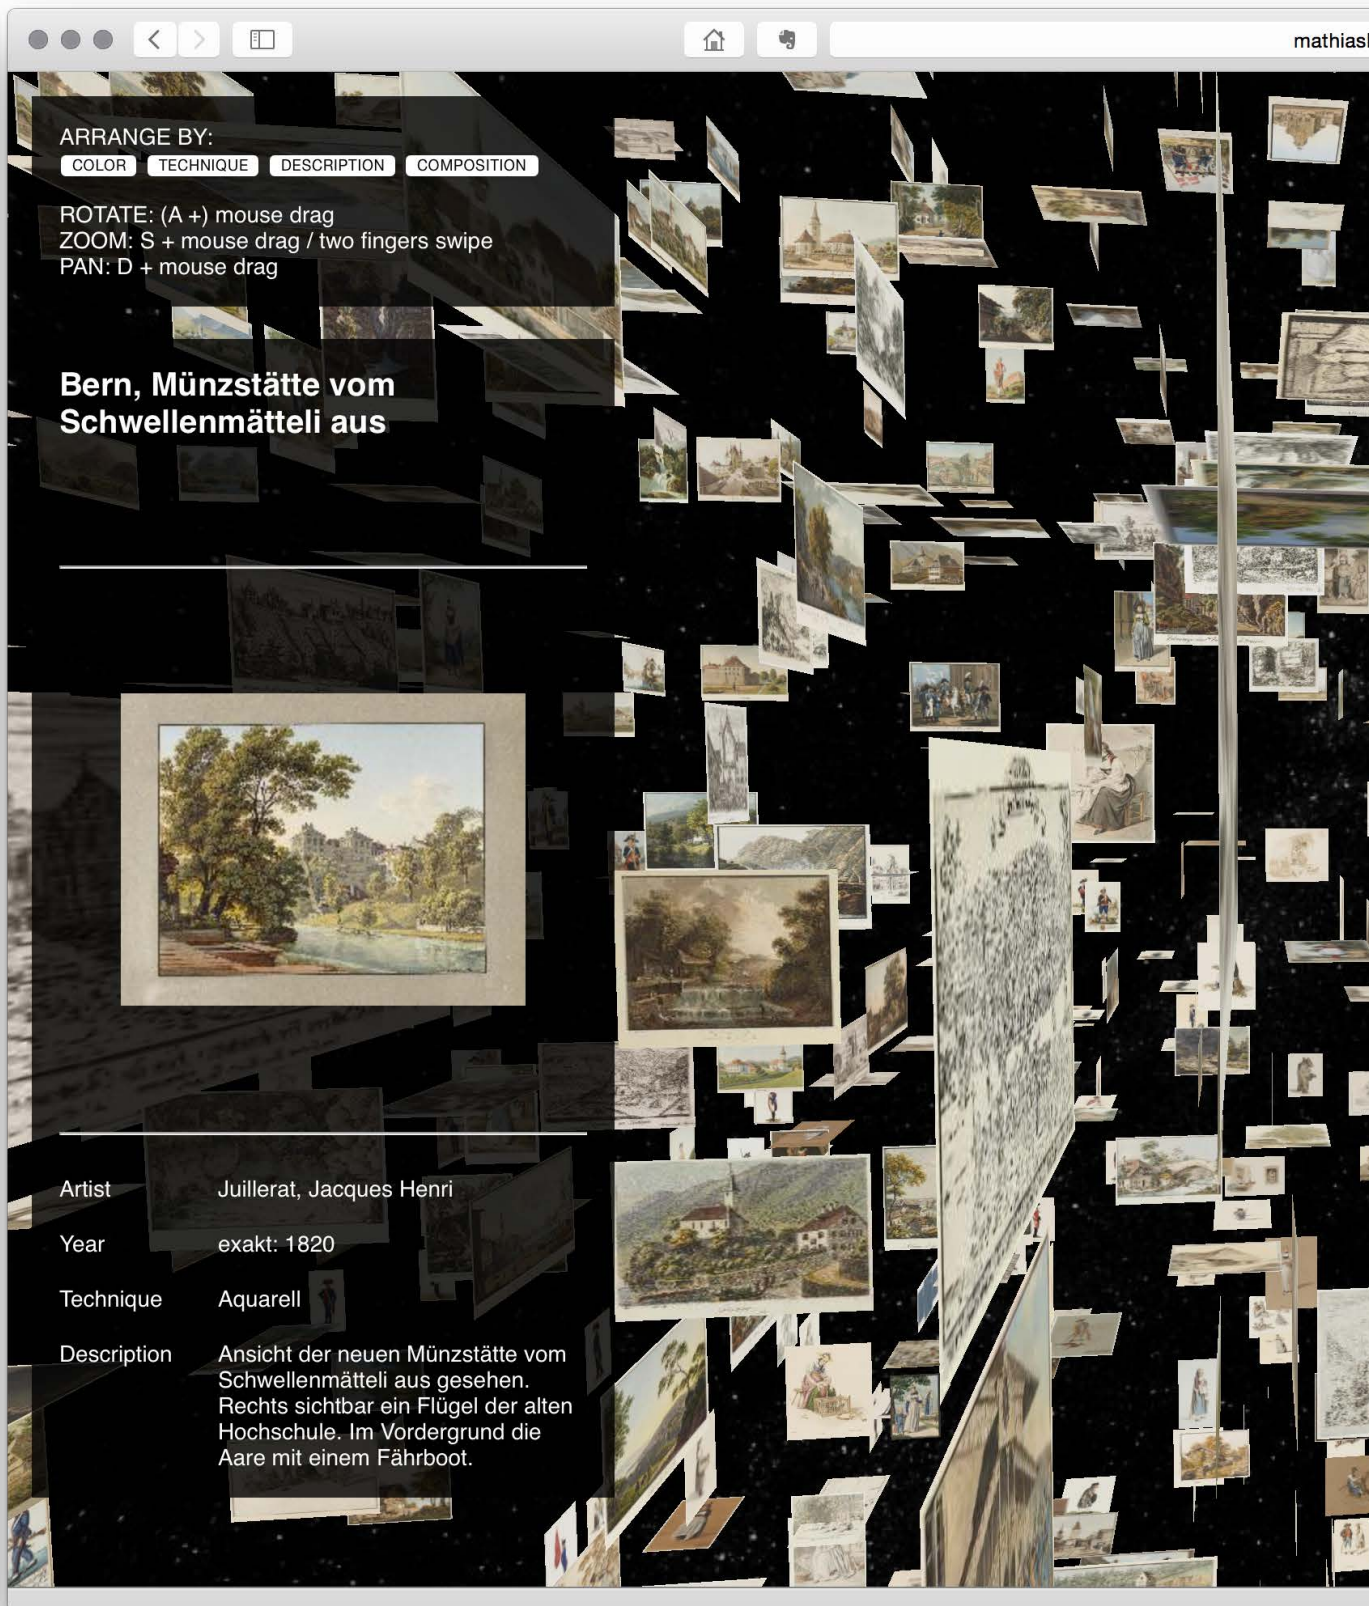 mathias
ARRANGE BY:
COLOR TECHNIQUE DESCRIPTION COMPOSITION
ROTATE: (A +) mouse drag
ZOOM: S + mouse drag / two fingers swipe
PAN: D + mouse drag
Bern, Münzstätte vom
Schwellenmätteli aus
Artist Juillerat, Jacques Henri
Year exakt: 1820
Technique Aquarell
Description Ansicht der neuen Münzstätte vom
Schwellenmätteli aus gesehen.
Rechts sichtbar ein Flügel der alten
Hochschule. Im Vordergrund die
Aare mit einem Fährboot.